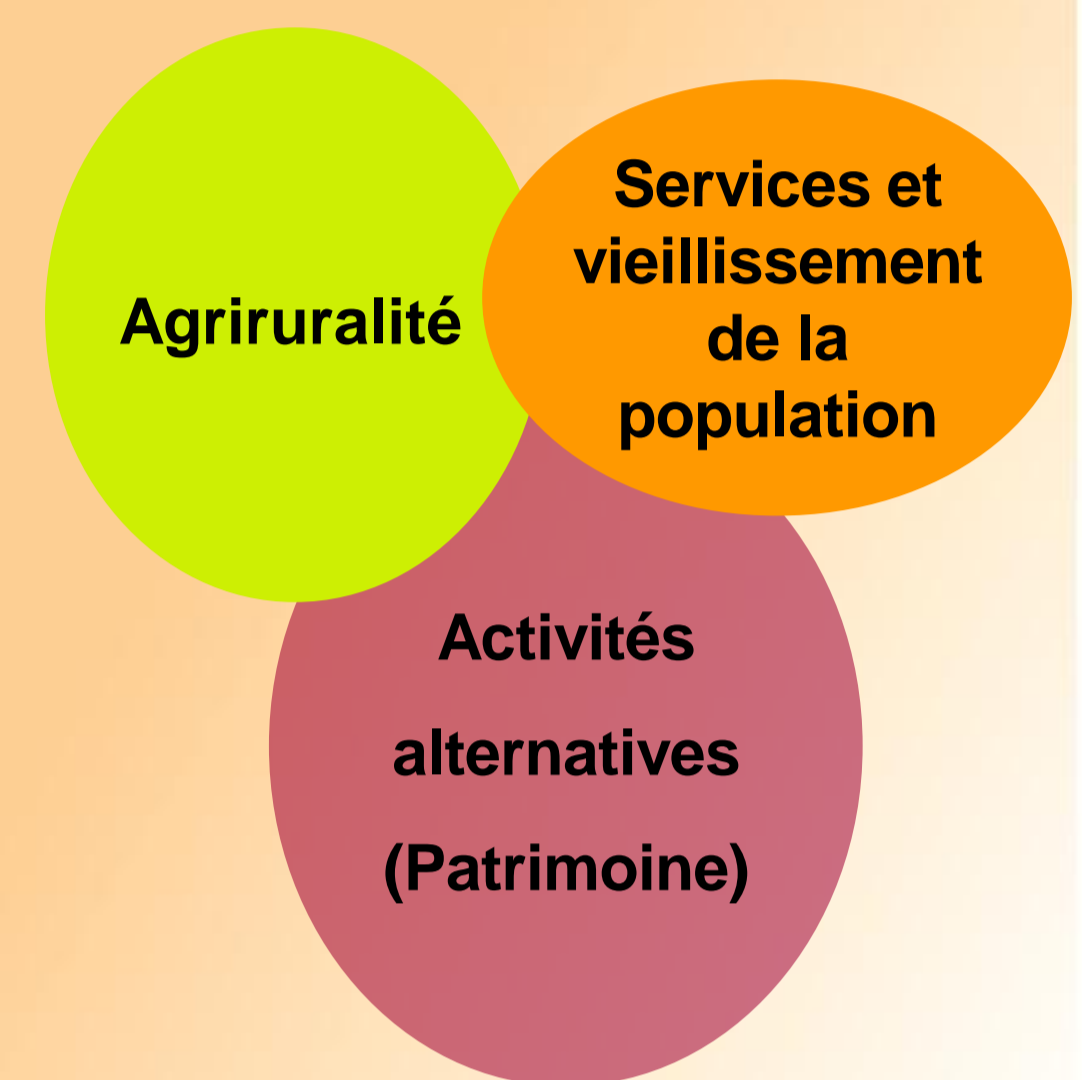 Agriruralité
Services et
vieillissement
de la
population
Activités
alternatives
(Patrimoine)